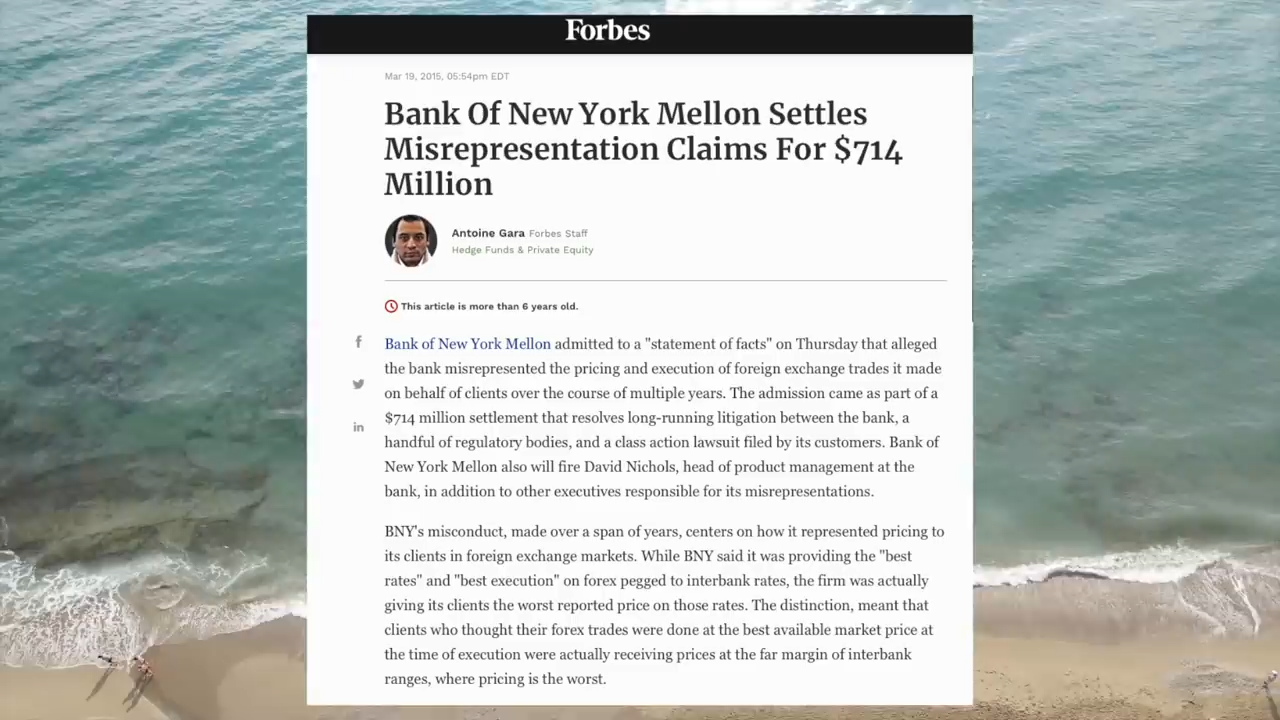 Forbes
Mar 19, 2015, 05:54pm EDT
Bank Of New York Mellon Settles
Misrepresentation Claims For $714
Million
Antoine Gara Forbes Staff
Hedge Funds & Private Equity
This article is more than 6 years old.
Bank of New York Mellon admitted to a "statement of facts" on Thursday that alleged
the bank misrepresented the pricing and execution of foreign exchange trades it made
on behalf of clients over the course of multiple years. The admission came as part of a
$714 million settlement that resolves long-running litigation between the bank, a
handful of regulatory bodies, and a class action lawsuit filed by its customers. Bank of
New York Mellon also will fire David Nichols, head of product management at the
bank, in addition to other executives responsible for its misrepresentations.
BNY's misconduct, made over a span of years, centers on how it represented pricing to
its clients in foreign exchange markets. While BNY said it was providing the "best
rates" and "best execution" on forex pegged to interbank rates, the firm was actually
giving its clients the worst reported price on those rates. The distinction, meant that
clients who thought their forex trades were done at the best available market price at
the time of execution were actually receiving prices at the far margin of interbank
ranges, where pricing is the worst.